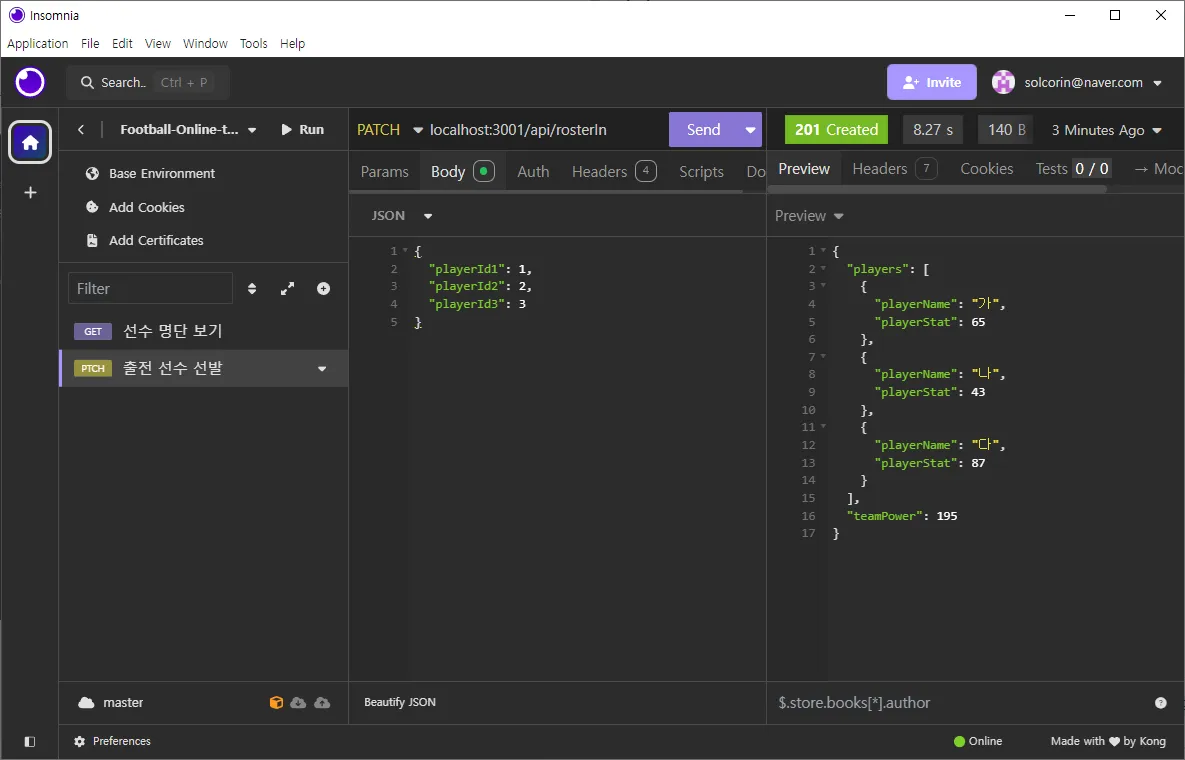 Insomnia
Application File Edit View Window Tools Help
Search.. Ctrl + P
Invite
solcorin@naver.com
Football-Online-t...
Run
Base Environment
Add Cookies
Add Certificates
Filter
GET 선수 명단 보기
PTCH 출전 선수 선발
master
Preferences
PATCH localhost:3001/api/rosterIn
Send
Params Body Auth Headers 4 Scripts Do
JSON
1 {
2 "playerId1": 1,
3 "playerId2": 2,
4 "playerId3": 3
5 }
Beautify JSON
201 Created 8.27 s 140 B 3 Minutes Ago
Preview Headers 7 Cookies Tests 0 / 0 → Moc
Preview
1 {
2 "players": [
3 {
4 "playerName": "가",
5 "playerStat": 65
6 },
7 {
8 "playerName": "나",
9 "playerStat": 43
10 },
11 {
12 "playerName": "다",
13 "playerStat": 87
14 }
15 ],
16 "teamPower": 195
17 }
$.store.books[*].author
Online
Made with ♥ by Kong